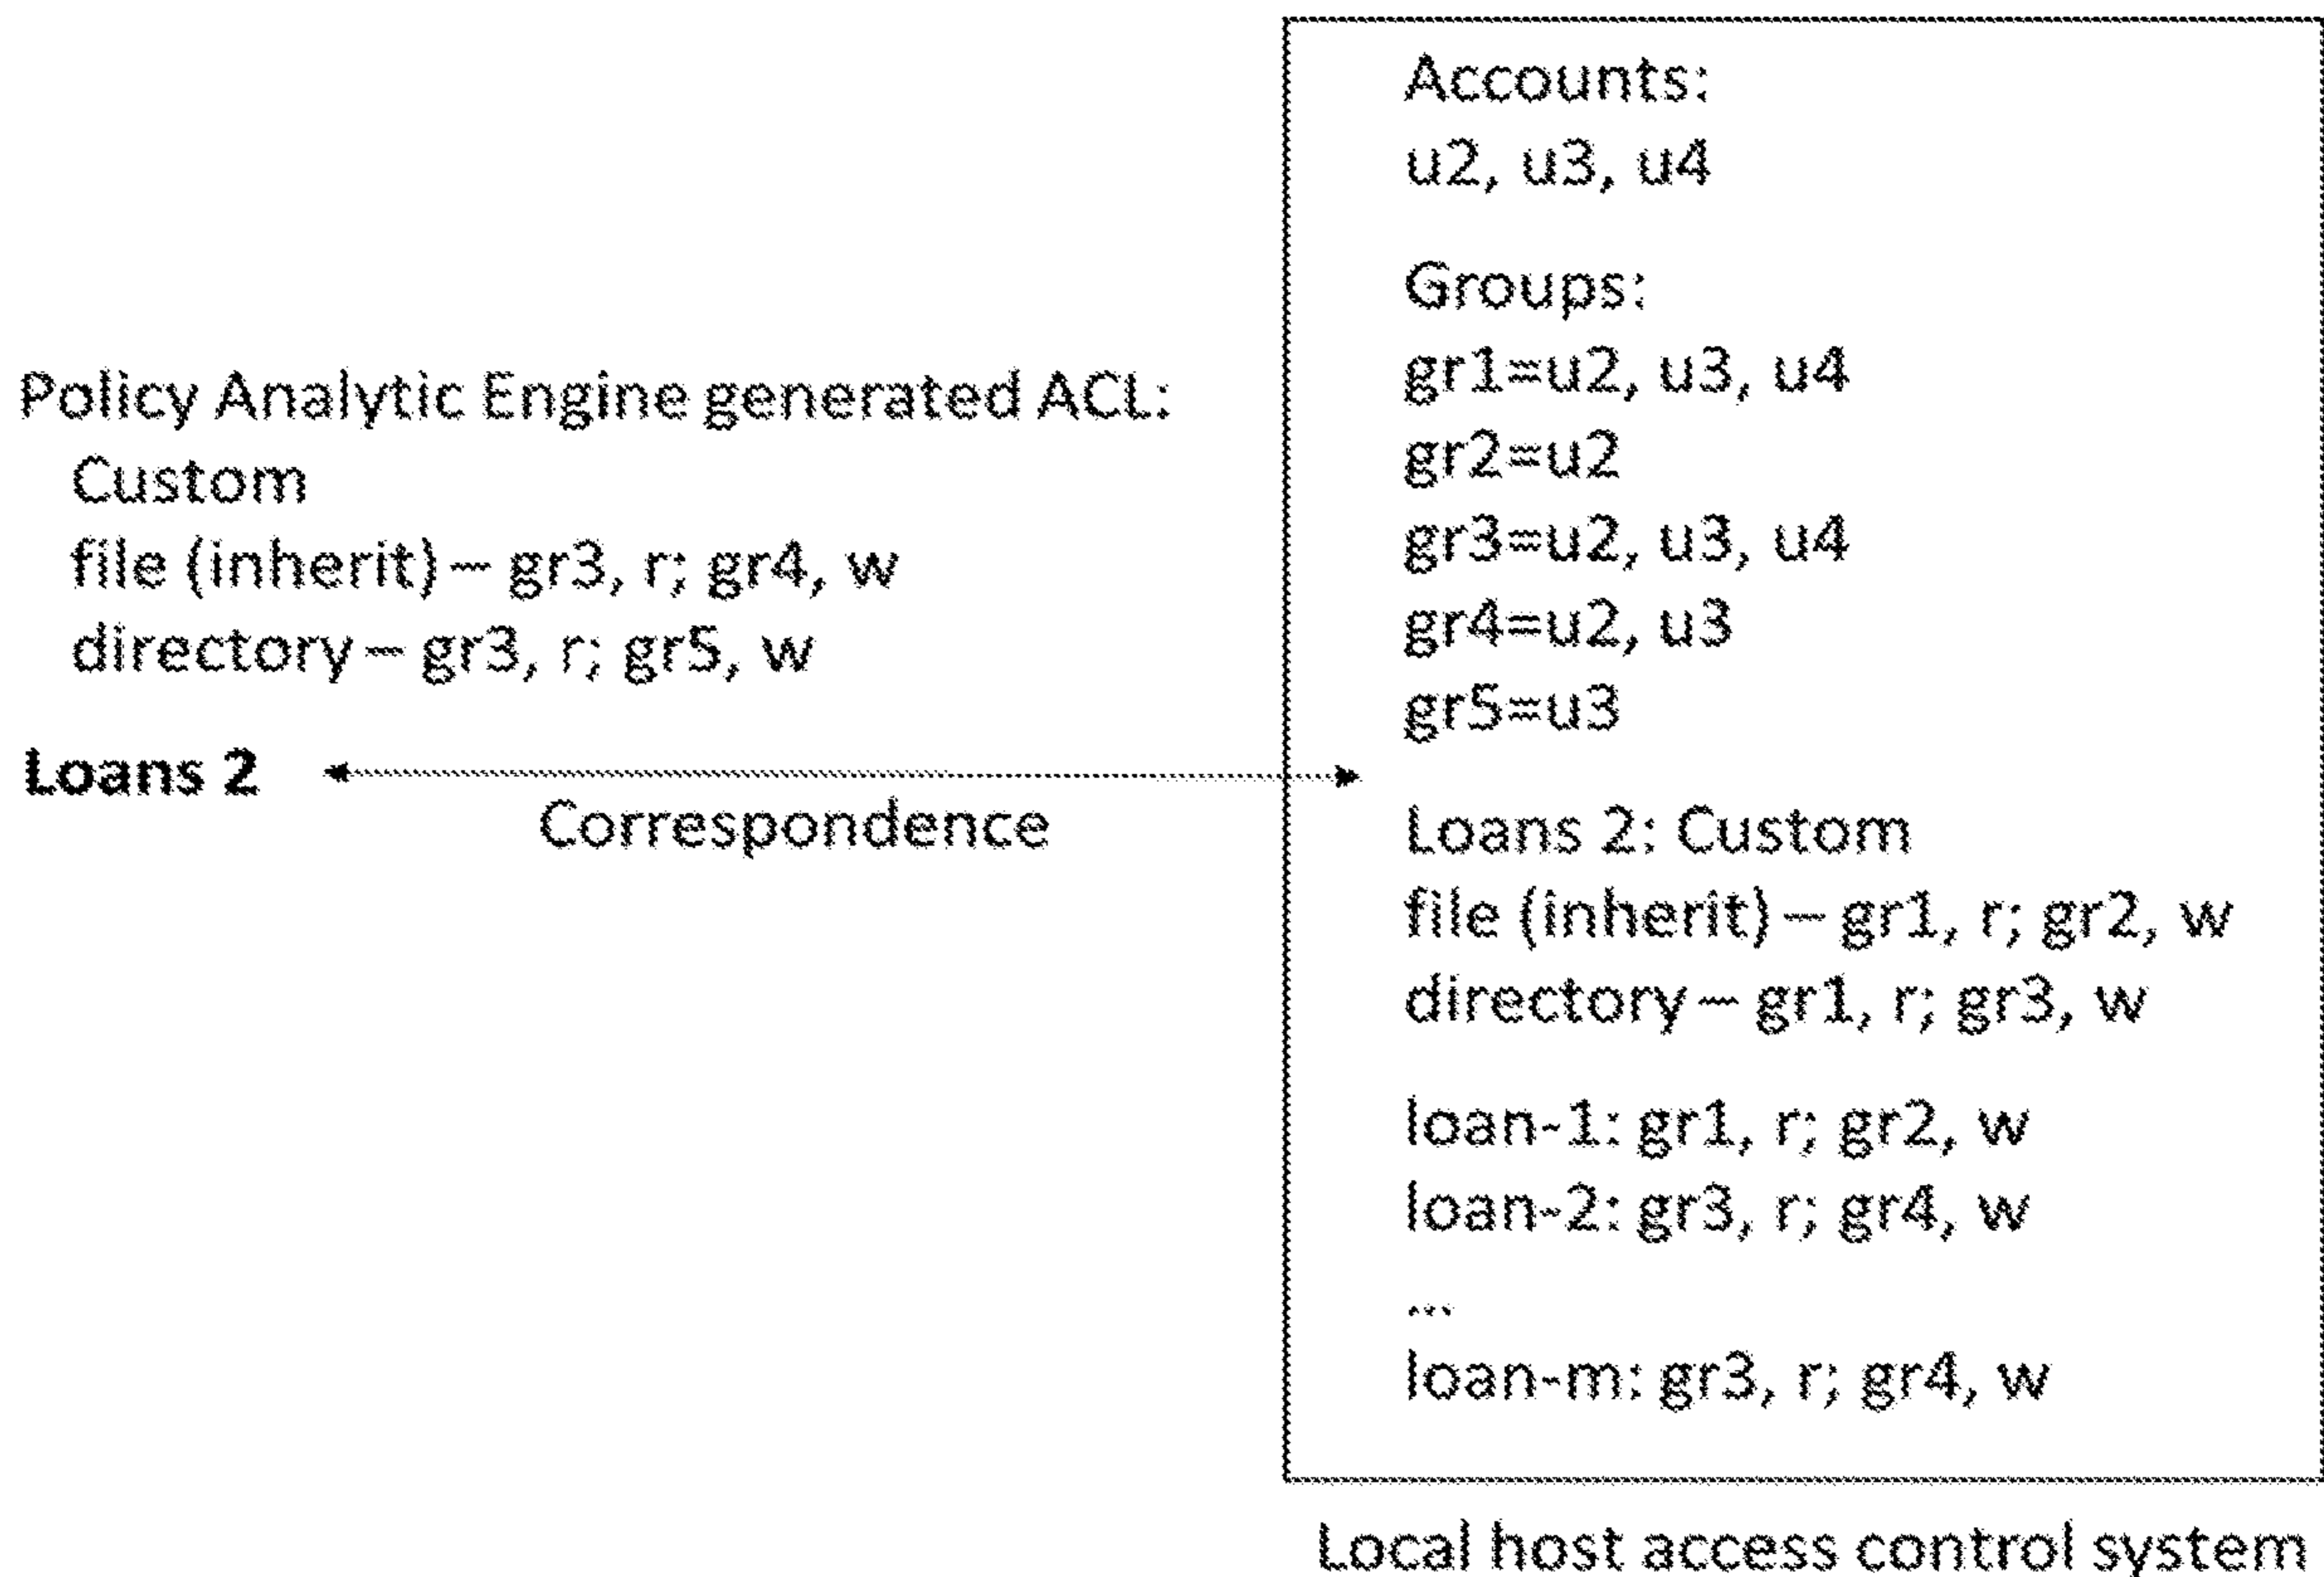 Policy Analytic Engine generated ACL:
Custom
file (inherit) – gr3, r; gr4, w
directory – gr3, r; gr5, w
Loans 2
Correspondence
Accounts:
u2, u3, u4
Groups:
gr1=u2, u3, u4
gr2=u2
gr3=u2, u3, u4
gr4=u2, u3
gr5=u3
Loans 2: Custom
file (inherit) – gr1, r; gr2, w
directory – gr1, r; gr3, w
loan-1: gr1, r; gr2, w
loan-2: gr3, r; gr4, w
...
loan-m: gr3, r; gr4, w
Local host access control system